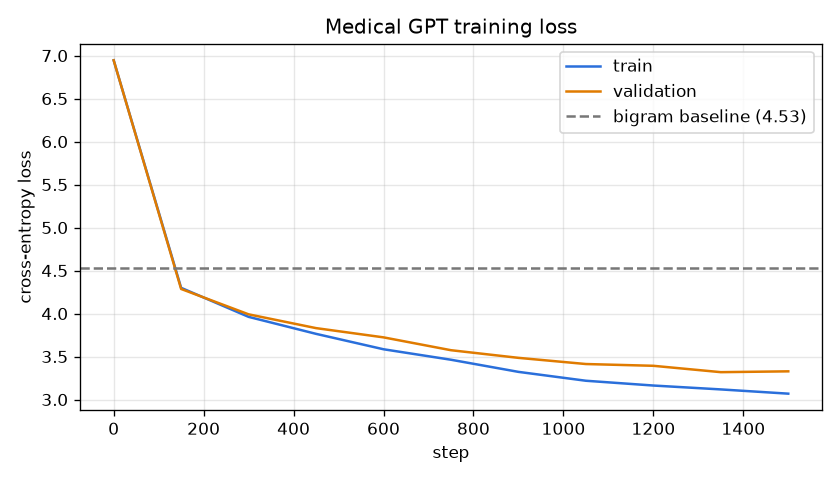 Medical GPT training loss
train
validation
bigram baseline (4.53)
7.0
6.5
6.0
5.5
5.0
4.5
4.0
3.5
3.0
cross-entropy loss
0 200 400 600 800 1000 1200 1400
step